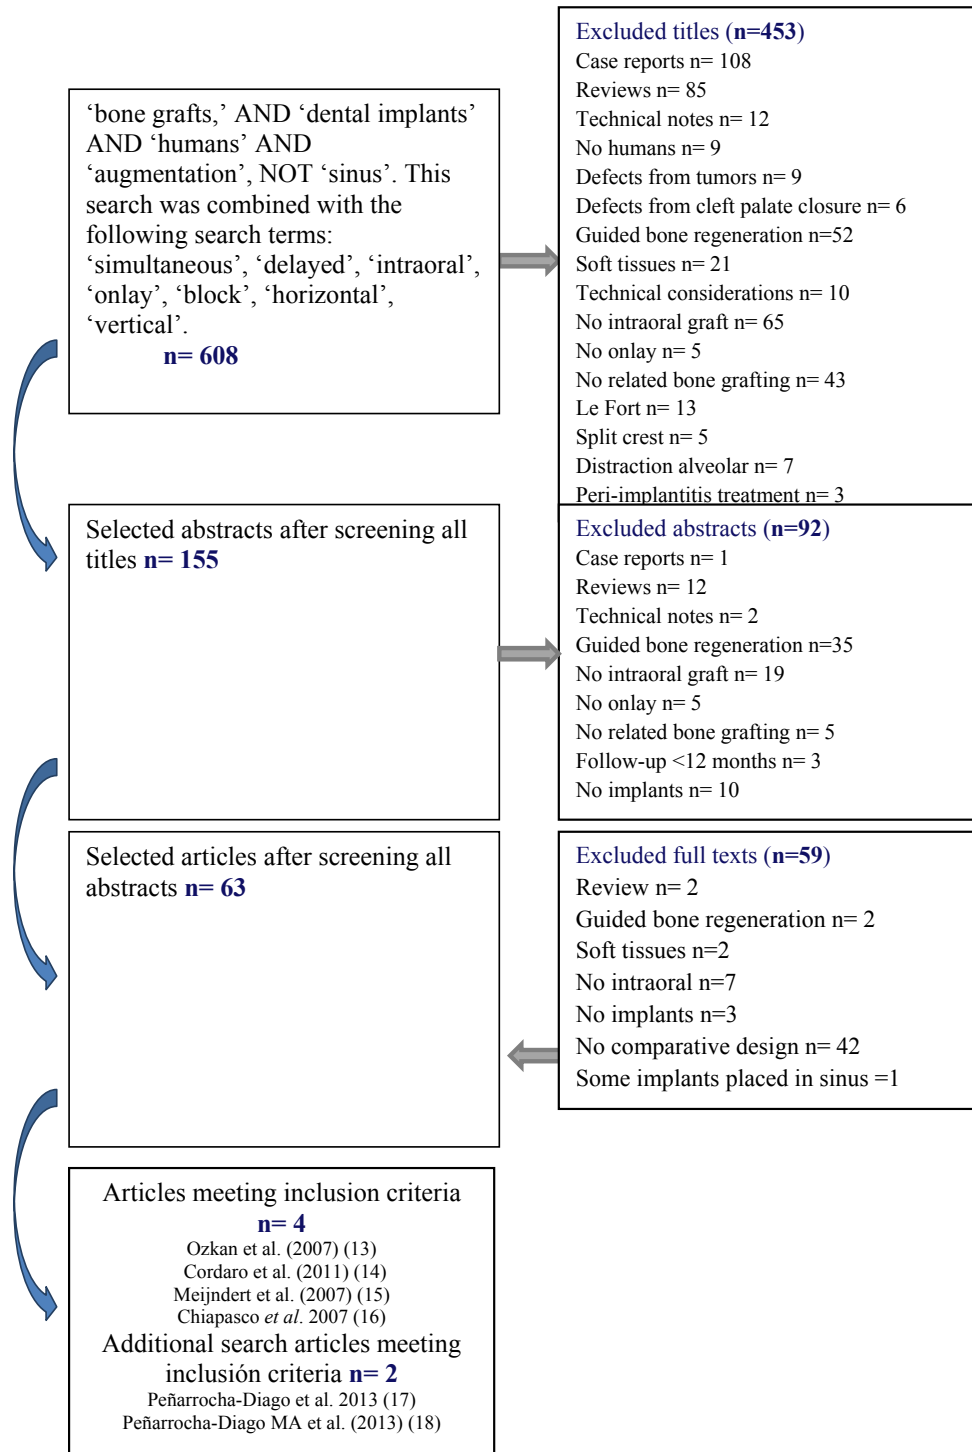 ‘bone grafts,’ AND ‘dental implants’
AND ‘humans’ AND
‘augmentation’, NOT ‘sinus’. This
search was combined with the
following search terms:
‘simultaneous’, ‘delayed’, ‘intraoral’,
‘onlay’, ‘block’, ‘horizontal’,
‘vertical’.
n= 608
Excluded titles (n=453)
Case reports n= 108
Reviews n= 85
Technical notes n= 12
No humans n= 9
Defects from tumors n= 9
Defects from cleft palate closure n= 6
Guided bone regeneration n=52
Soft tissues n= 21
Technical considerations n= 10
No intraoral graft n= 65
No onlay n= 5
No related bone grafting n= 43
Le Fort n= 13
Split crest n= 5
Distraction alveolar n= 7
Peri-implantitis treatment n= 3
Selected abstracts after screening all
titles n= 155
Excluded abstracts (n=92)
Case reports n= 1
Reviews n= 12
Technical notes n= 2
Guided bone regeneration n=35
No intraoral graft n= 19
No onlay n= 5
No related bone grafting n= 5
Follow-up <12 months n= 3
No implants n= 10
Selected articles after screening all
abstracts n= 63
Excluded full texts (n=59)
Review n= 2
Guided bone regeneration n= 2
Soft tissues n=2
No intraoral n=7
No implants n=3
No comparative design n= 42
Some implants placed in sinus =1
Articles meeting inclusion criteria
n= 4
Ozkan et al. (2007) (13)
Cordaro et al. (2011) (14)
Meijndert et al. (2007) (15)
Chiapasco et al. 2007 (16)
Additional search articles meeting
inclusión criteria n= 2
Peñarrocha-Diago et al. 2013 (17)
Peñarrocha-Diago MA et al. (2013) (18)